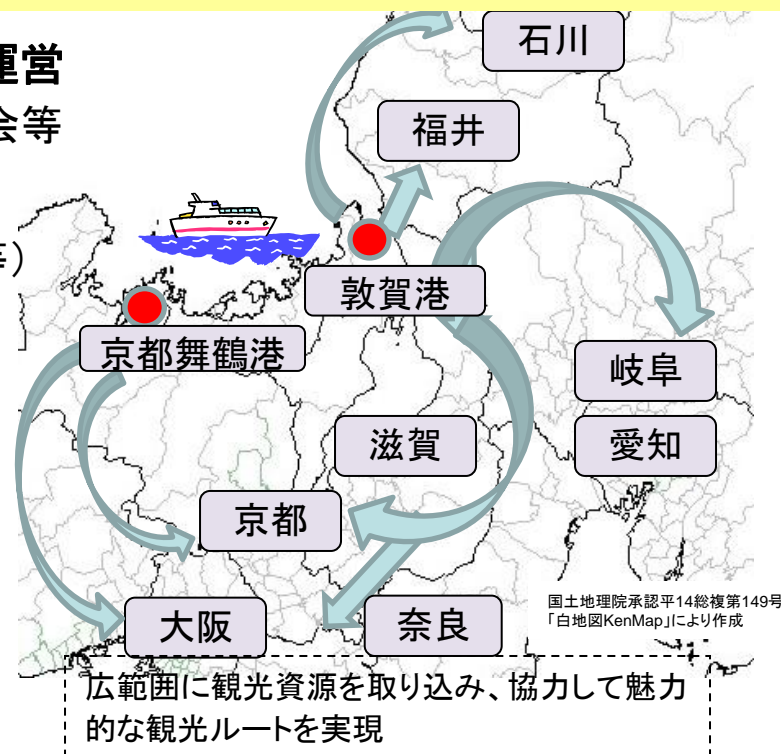 石川
運営
会等
福井
等）
敦賀港
京都舞鶴港
岐阜
滋賀
愛知
京都
国土地理院承認平14総複第149号
「白地図KenMap」により作成
大阪
奈良
広範囲に観光資源を取り込み、協力して魅力
的な観光ルートを実現